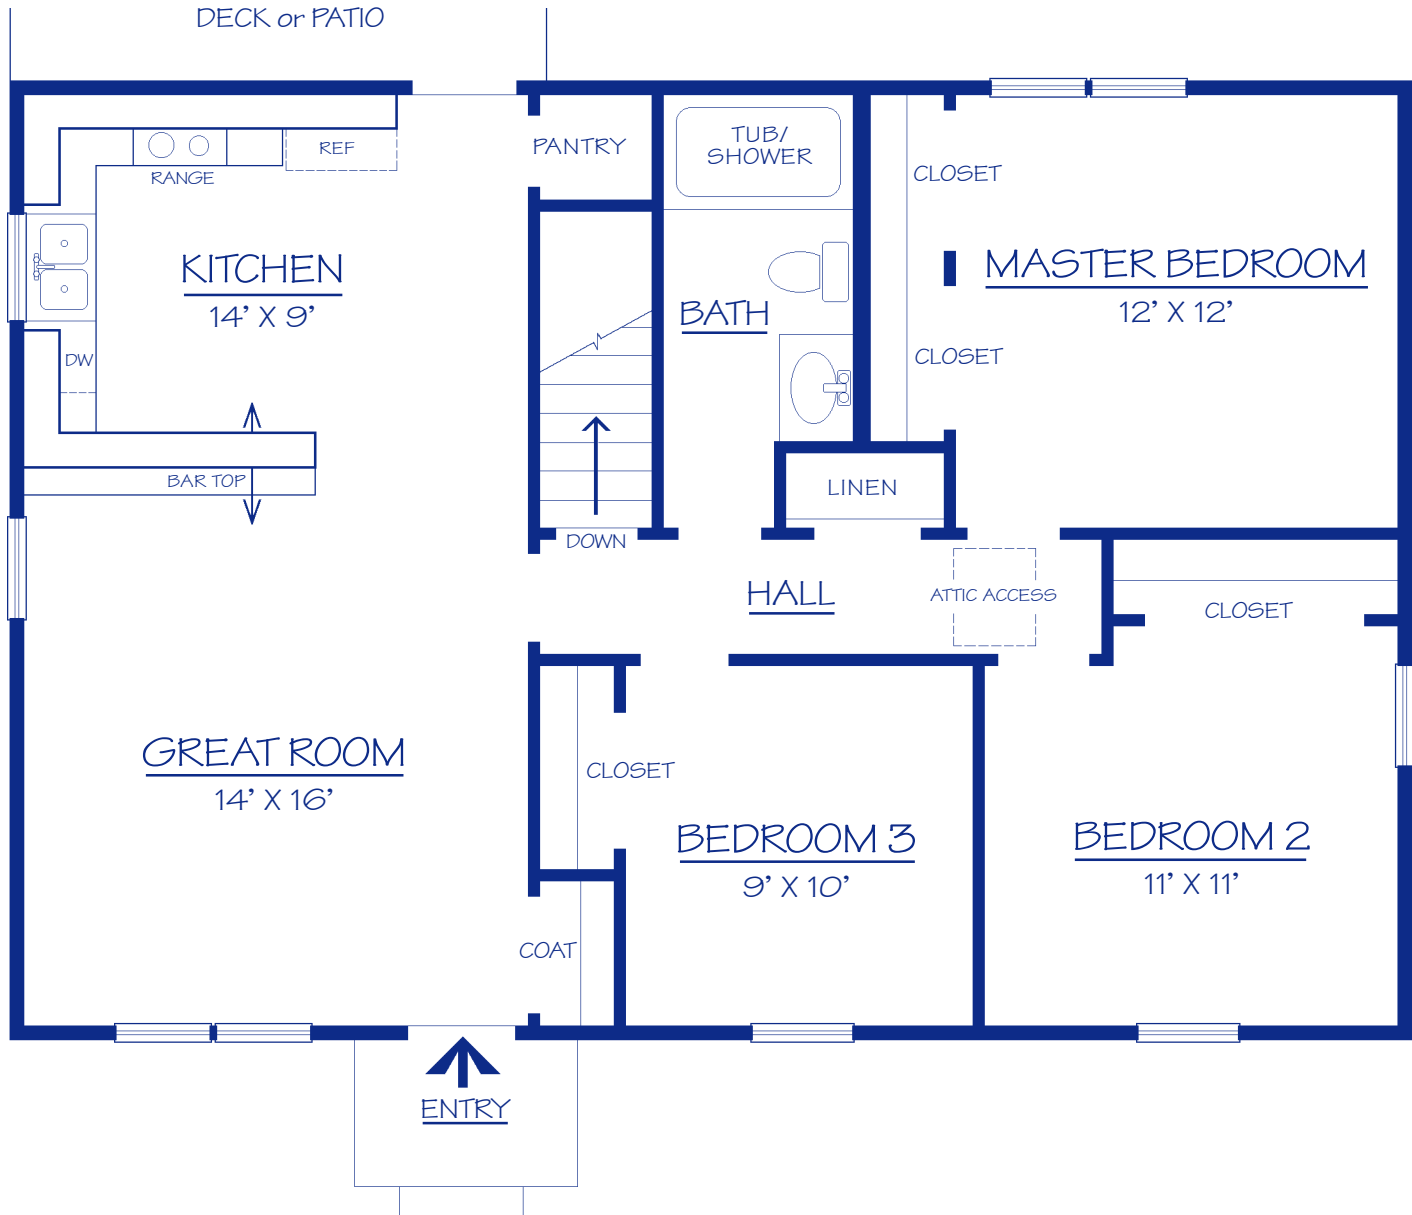 DECK or PATIO
PANTRY
TUB/
SHOWER
REF
RANGE
CLOSET
KITCHEN
14' X 9'
MASTER BEDROOM
12' X 12'
BATH
DW
CLOSET
BAR TOP
LINEN
DOWN
HALL
ATTIC ACCESS
CLOSET
GREAT ROOM
14' X 16'
CLOSET
BEDROOM 3
9' X 10'
BEDROOM 2
11' X 11'
COAT
ENTRY